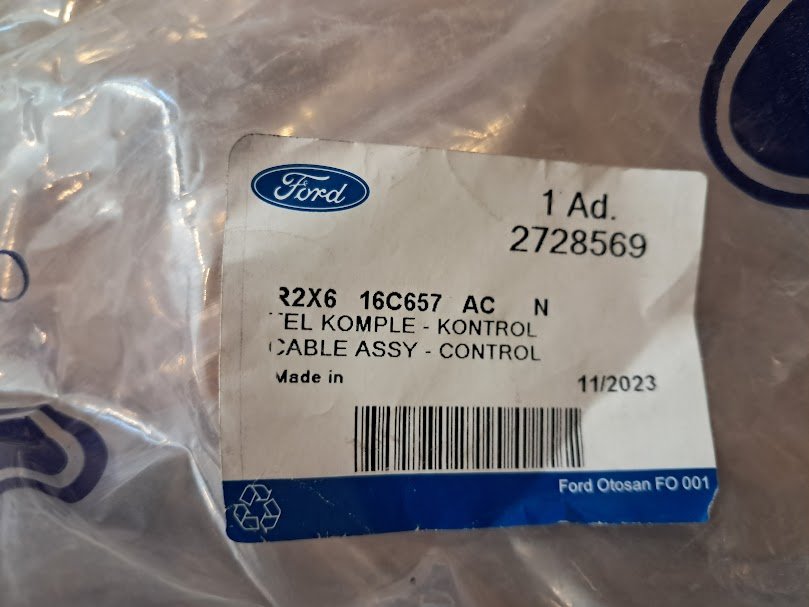 Ford
1 Ad.
2728569
R2X6 16C657 AC N
TEL KOMPLE - KONTROL
CABLE ASSY - CONTROL
Made in
11/2023
Ford Otosan FO 001